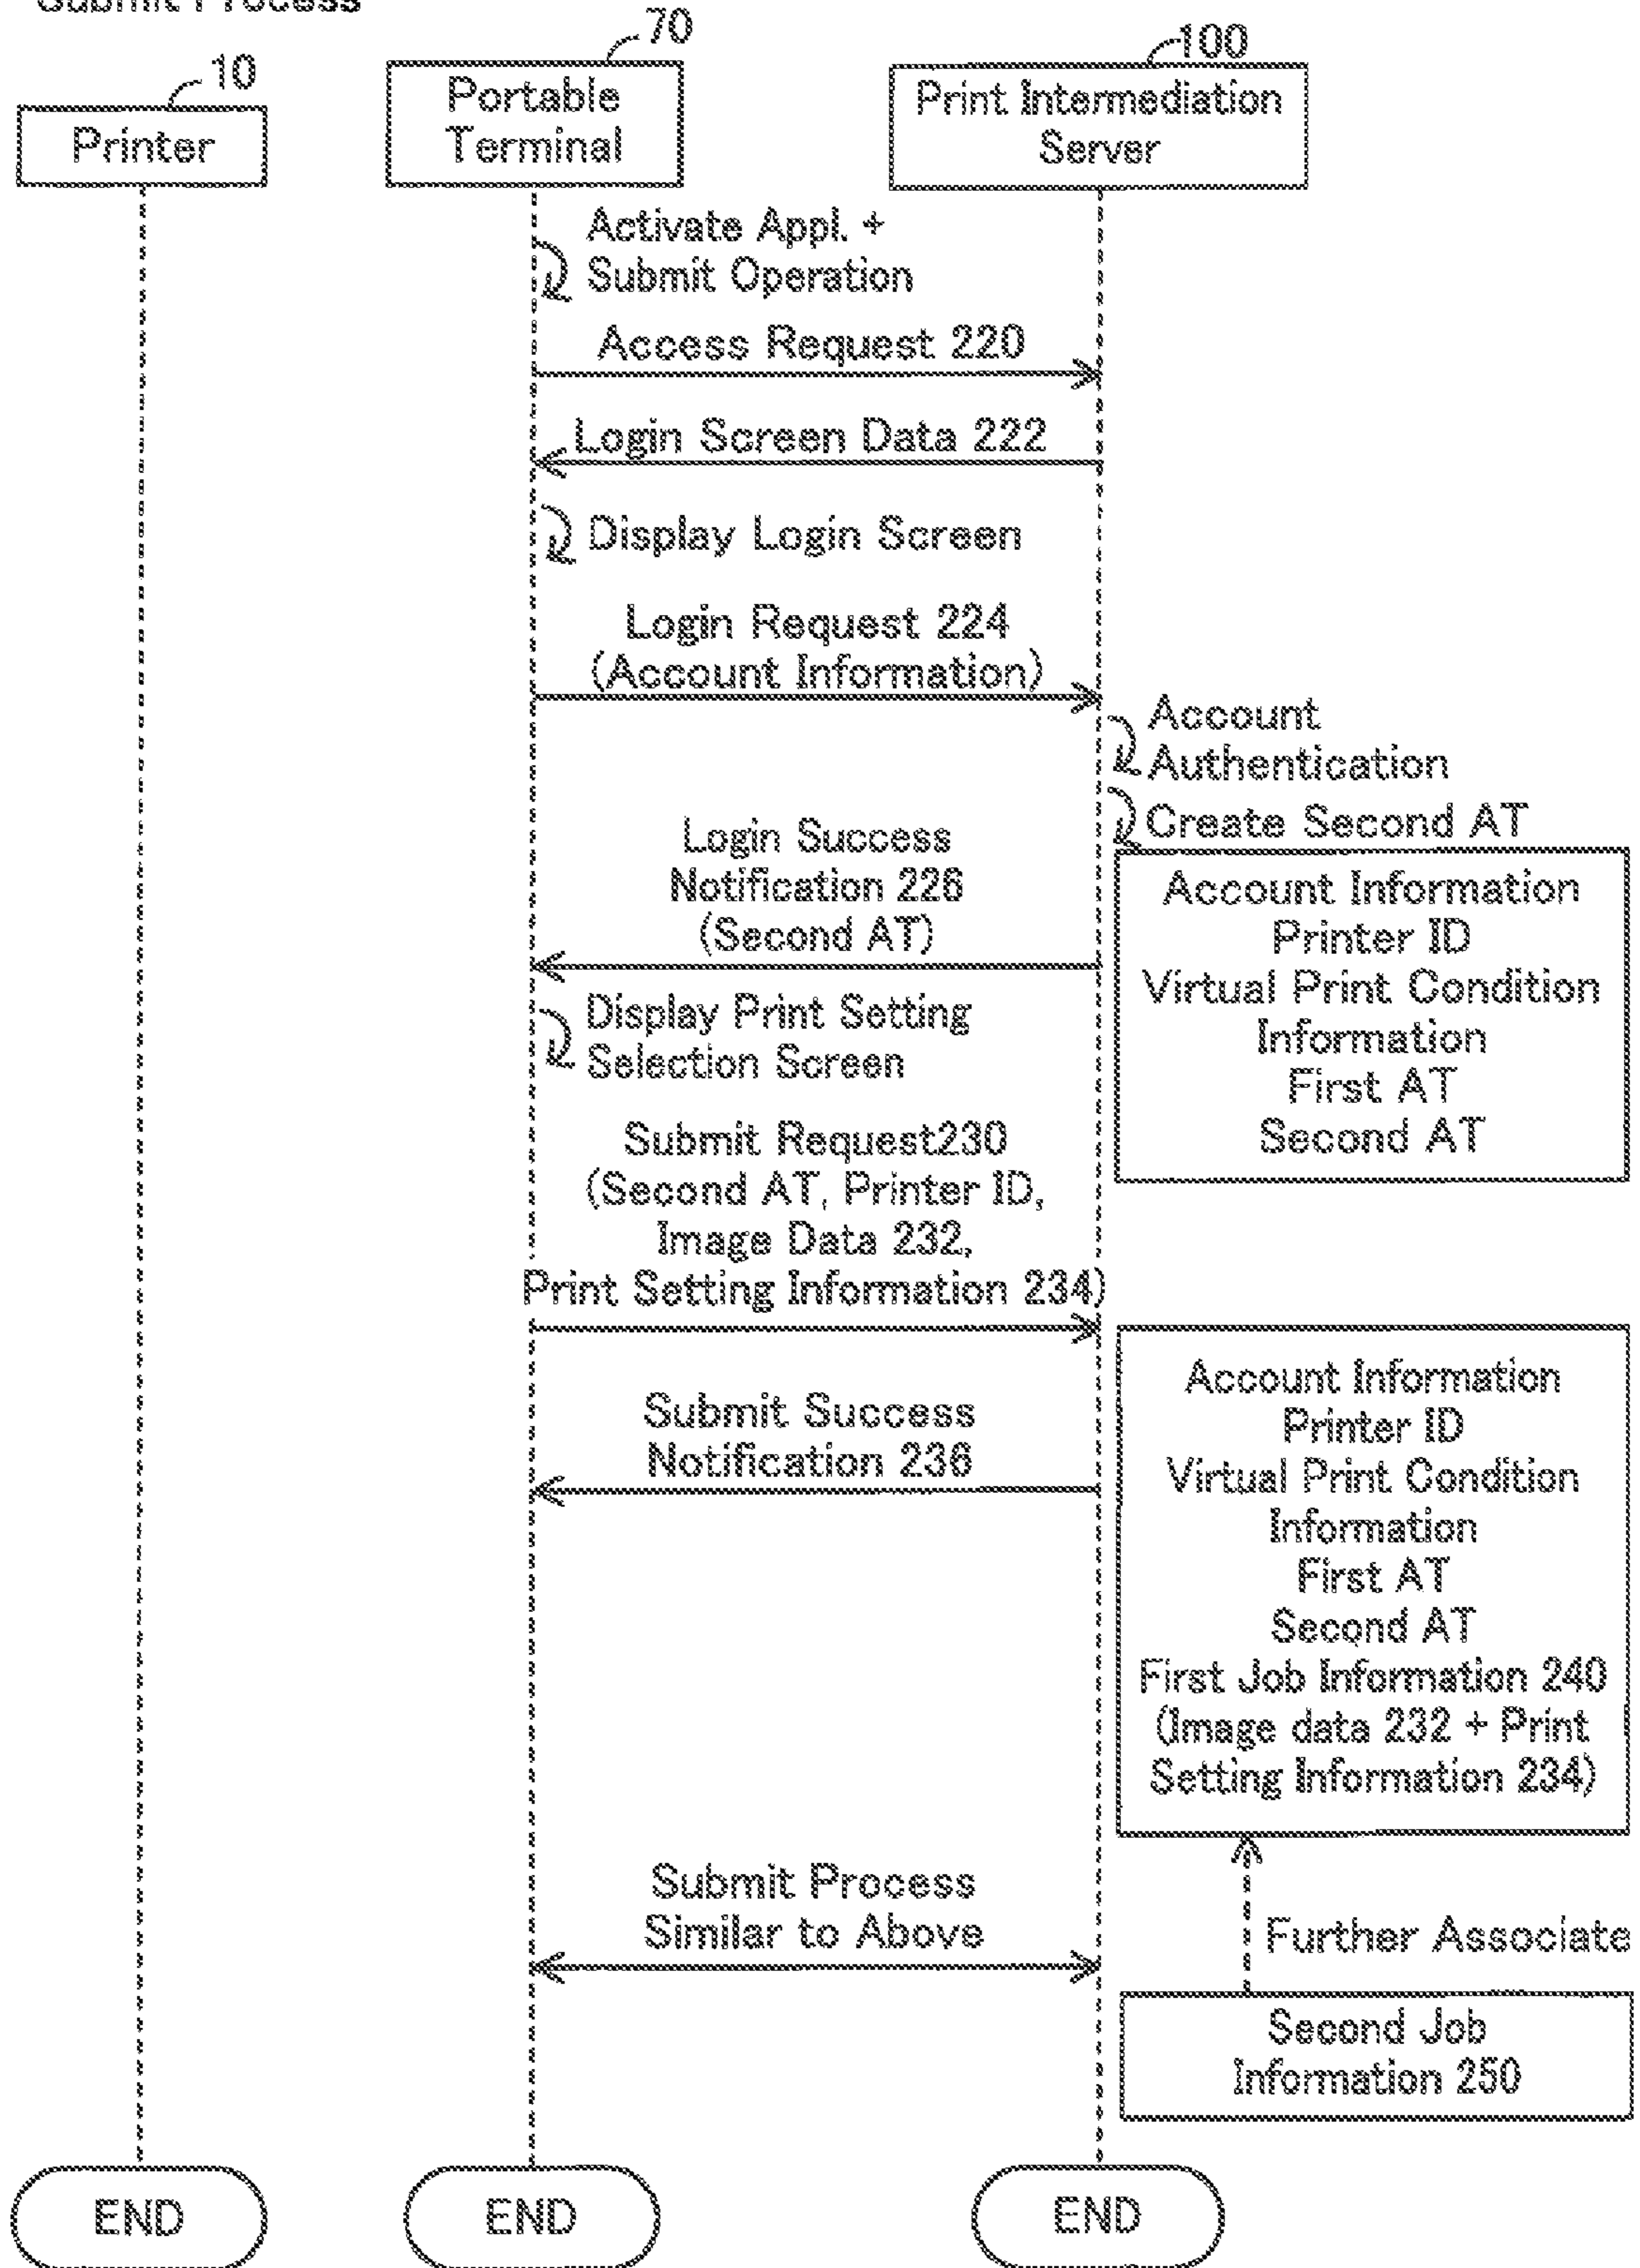 Submit Process
10
Printer
70
Portable
Terminal
100
Print Intermediation
Server
Activate Appl. +
Submit Operation
Access Request 220
Login Screen Data 222
Display Login Screen
Login Request 224
(Account Information)
Account
Authentication
Create Second AT
Account Information
Printer ID
Virtual Print Condition
Information
First AT
Second AT
Login Success
Notification 226
(Second AT)
Display Print Setting
Selection Screen
Submit Request230
(Second AT, Printer ID,
Image Data 232,
Print Setting Information 234)
Account Information
Printer ID
Virtual Print Condition
Information
First AT
Second AT
First Job Information 240
(Image data 232 + Print
Setting Information 234)
Submit Success
Notification 236
Submit Process
Similar to Above
Further Associate
Second Job
Information 250
END
END
END